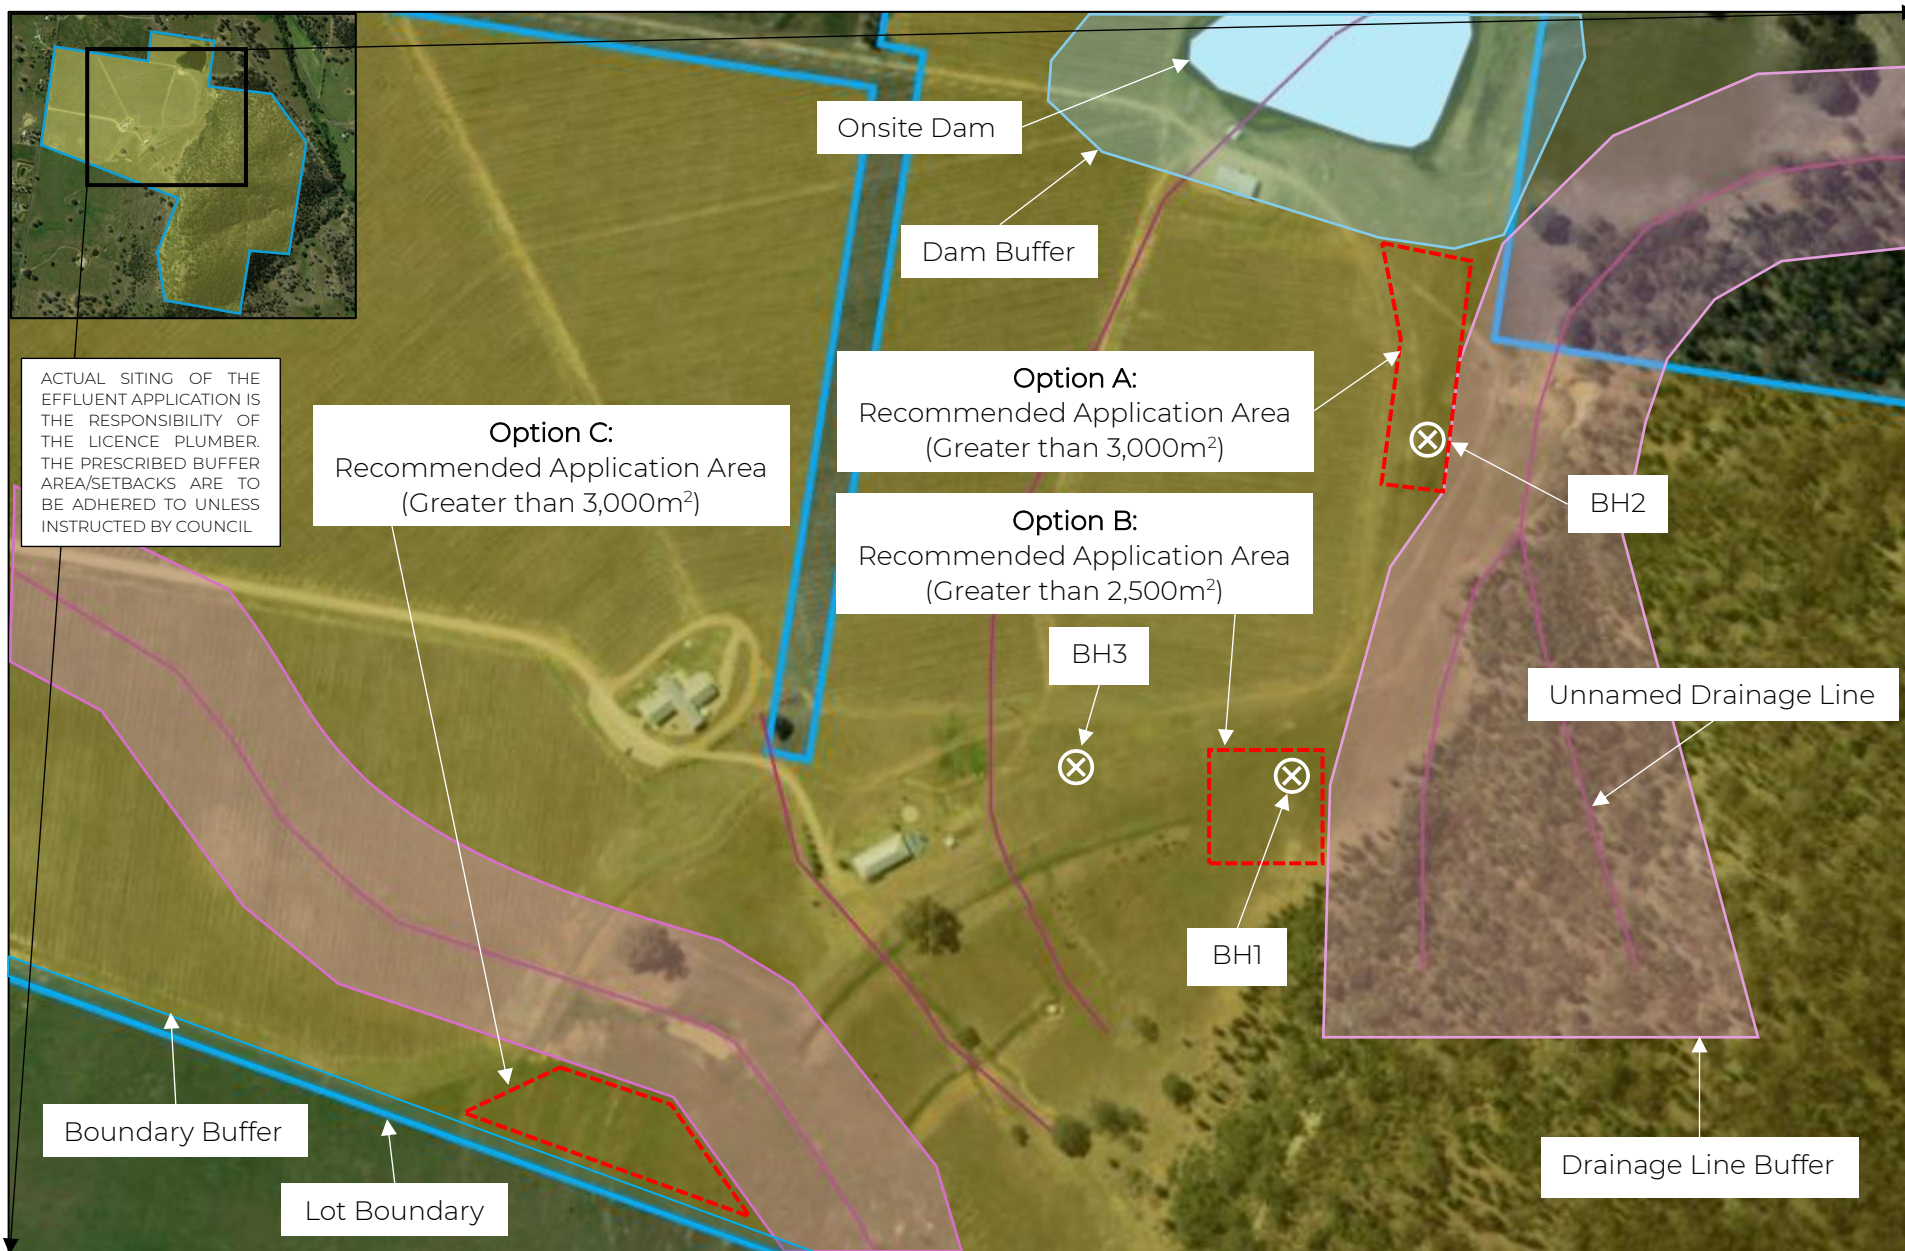 Onsite Dam
Dam Buffer
ACTUAL SITING OF THE
EFFLUENT APPLICATION IS
THE RESPONSIBILITY OF
THE LICENCE PLUMBER.
THE PRESCRIBED BUFFER
AREA/SETBACKS ARE TO
BE ADHERED TO UNLESS
INSTRUCTED BY COUNCIL
Option A:
Recommended Application Area
(Greater than 3,000m²)
Option C:
Recommended Application Area
(Greater than 3,000m²)
BH2
Option B:
Recommended Application Area
(Greater than 2,500m²)
BH3
Unnamed Drainage Line
BH1
Boundary Buffer
Drainage Line Buffer
Lot Boundary